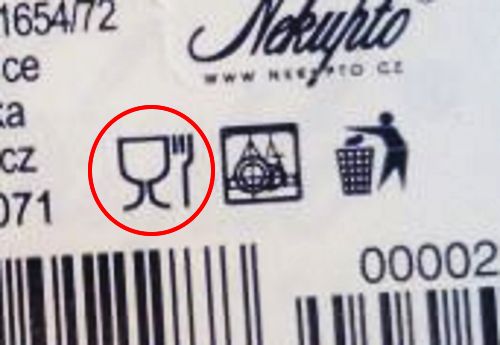 1654/72
Nekupto
ce
WWW NEKUPTO CZ
ka
cz
071
00002